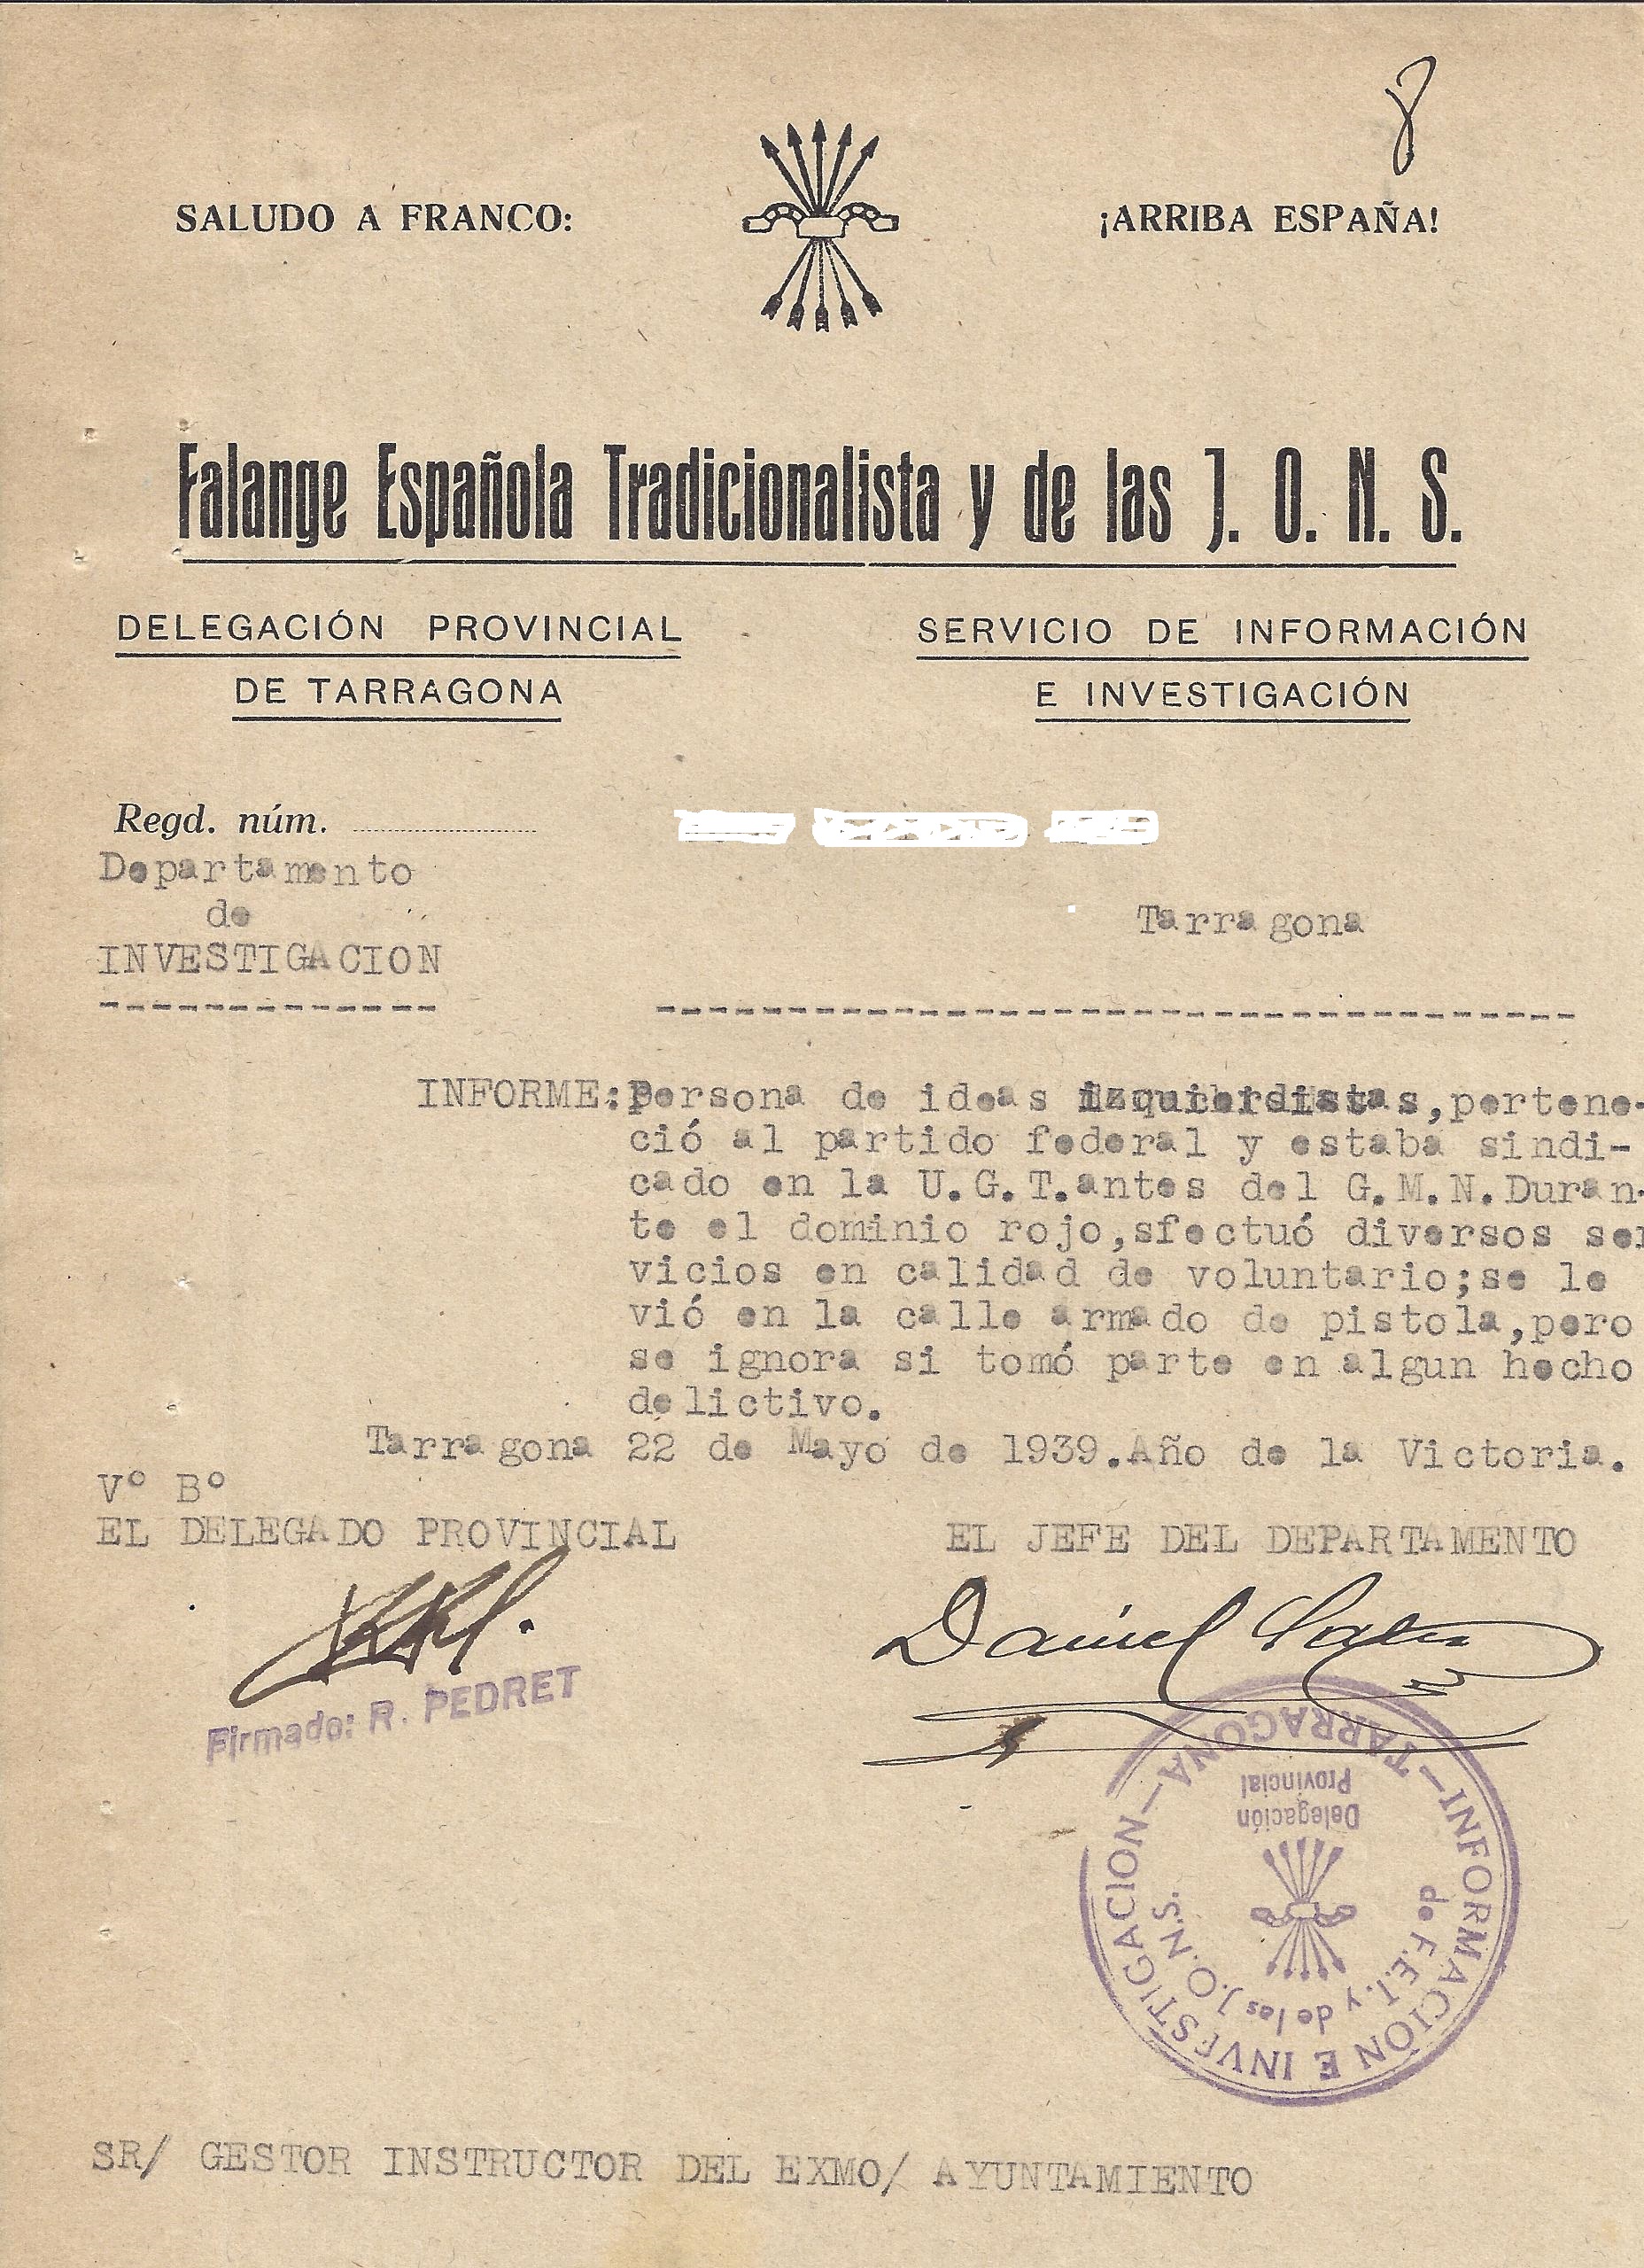 8
SALUDO A FRANCO:
¡ARRIBA ESPAÑA!
Falange Española Tradicionalista y de las J. O. N. S.
DELEGACIÓN PROVINCIAL
DE TARRAGONA
SERVICIO DE INFORMACIÓN
E INVESTIGACIÓN
Regd. núm.
Departamento
de
INVESTIGACION
Tarragona
INFORME:Persona de ideas izquierdistas,pertene-
ció al partido federal y estaba sindi-
cado en la U.G.T.antes del G.M.N.Duran-
te el dominio rojo,sfectuó diversos ser
vicios en calidad de voluntario;se le
vió en la calle armado de pistola,pero
se ignora si tomó parte en algun hecho
delictivo.
Tarragona 22 de Mayo de 1939.Año de la Victoria.
Vº Bº
EL DELEGADO PROVINCIAL
EL JEFE DEL DEPARTAMENTO
Daniel
Firmado: R. PEDRET
INFORMACION E INVESTIGACION—TARRAGONA—
de F.E.T. y de las J.O.N.S.
Delegación
Provincial
SR/ GESTOR INSTRUCTOR DEL EXMO/ AYUNTAMIENTO